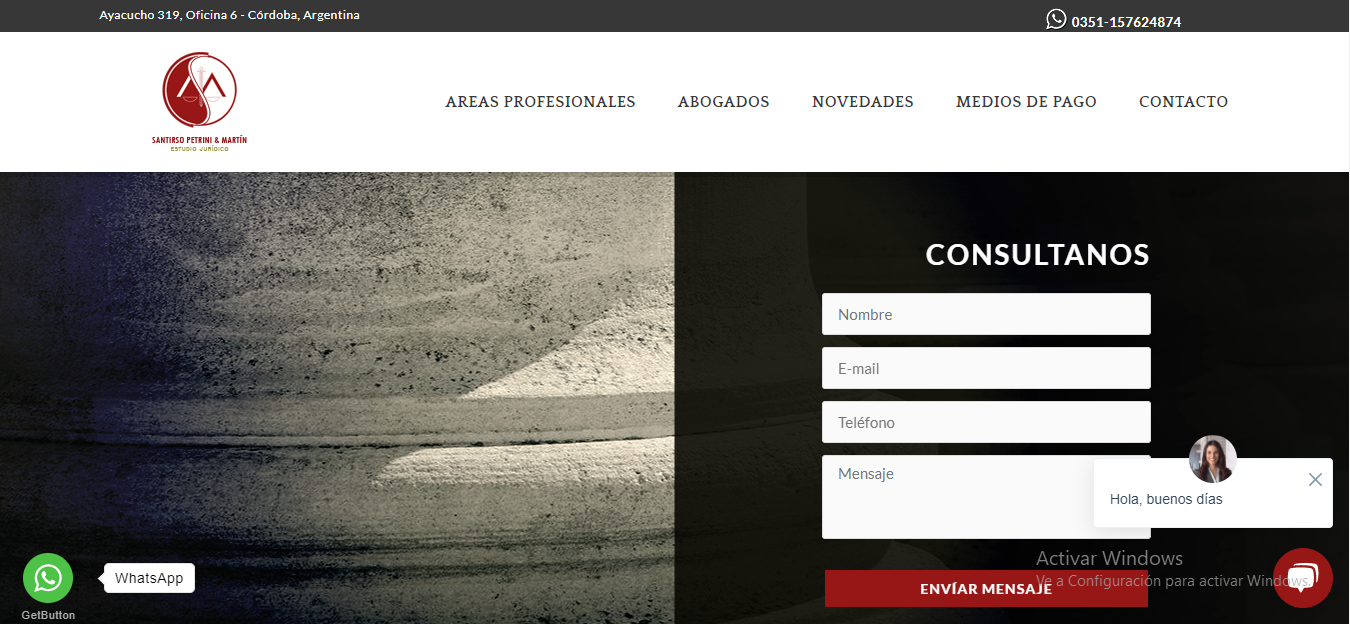 Ayacucho 319, Oficina 6 - Córdoba, Argentina
0351-157624874
SANTIRSO PETRINI & MARTÍN
ESTUDIO JURÍDICO
AREAS PROFESIONALES
ABOGADOS
NOVEDADES
MEDIOS DE PAGO
CONTACTO
CONSULTANOS
Nombre
E-mail
Teléfono
Mensaje
Hola, buenos días
Activar Windows
Ve a Configuración para activar Windows.
ENVÍAR MENSAJE
WhatsApp
GetButton